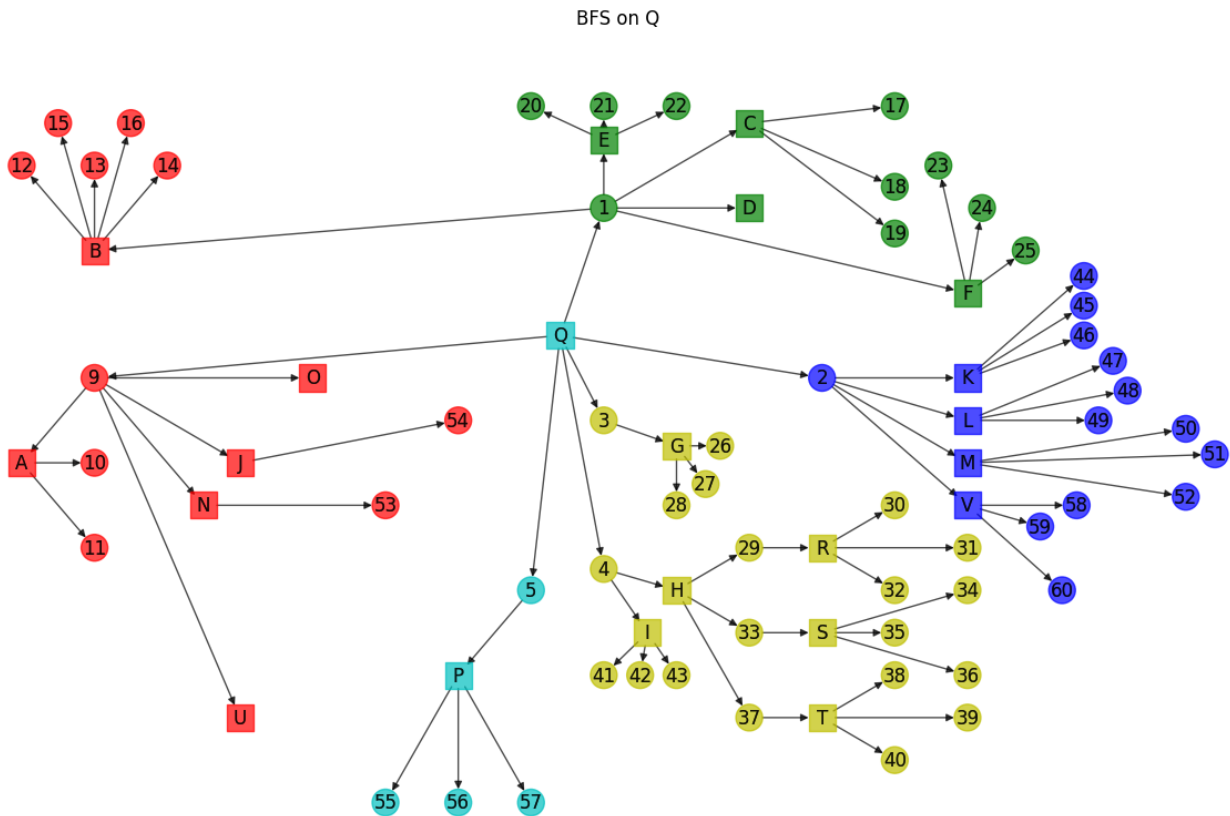 BFS on Q
20 21 22 17
15 16 E C
12 13 14 23
18
1 D 24
19
B 25
F
44
45
Q 46
47
9 O 2 K
48
54 3 L 49
50
G 26 51
A 10 J M
27 52
N 53 28 V 58
30
59
11 29 R 31
4
5 H 32 34 60
I 33 S 35
P 41 42 43 38 36
U 37 T 39
40
55 56 57